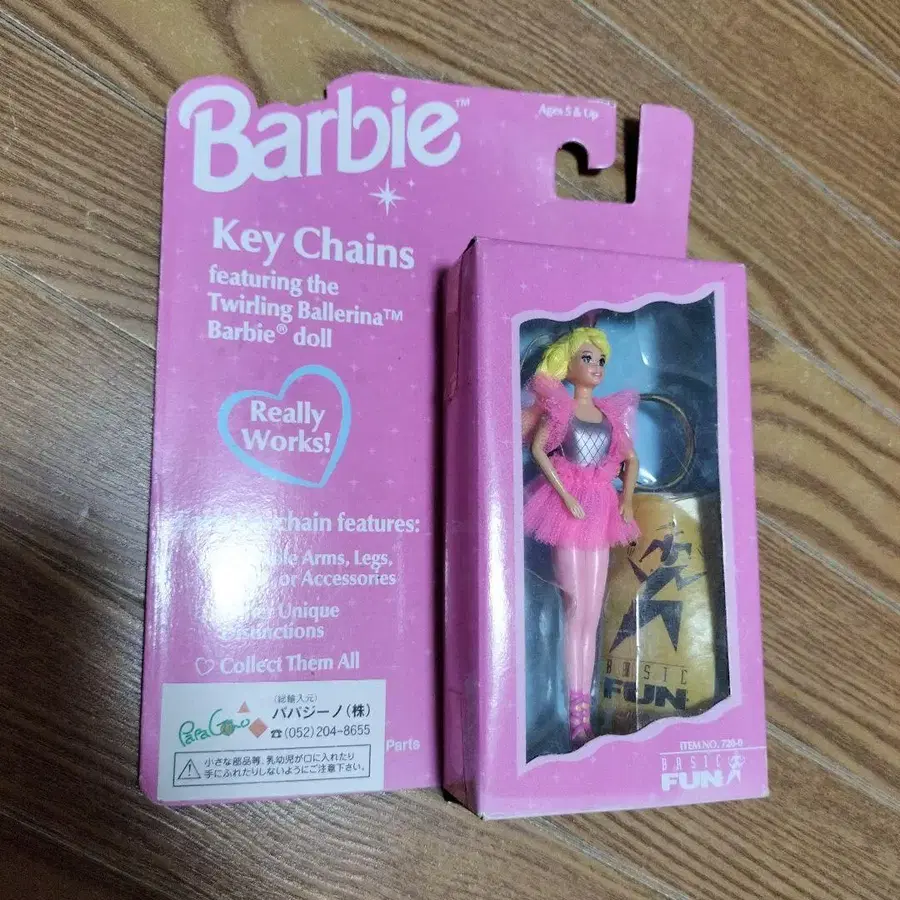 Barbie™
Ages 5 & Up
Key Chains
featuring the
Twirling Ballerina™
Barbie® doll
Really
Works!
chain features:
Arms, Legs,
or Accessories
Unique
Collect Them All
(総輸入元)
PaPa Gino
パパジーノ(株)
☎(052)204-8655
小さな部品等、乳幼児が口に入れたり
手にふれたりしないようにご注意下さい。
Parts
BASIC
FUN
ITEM NO. 720-0
BASIC
FUN